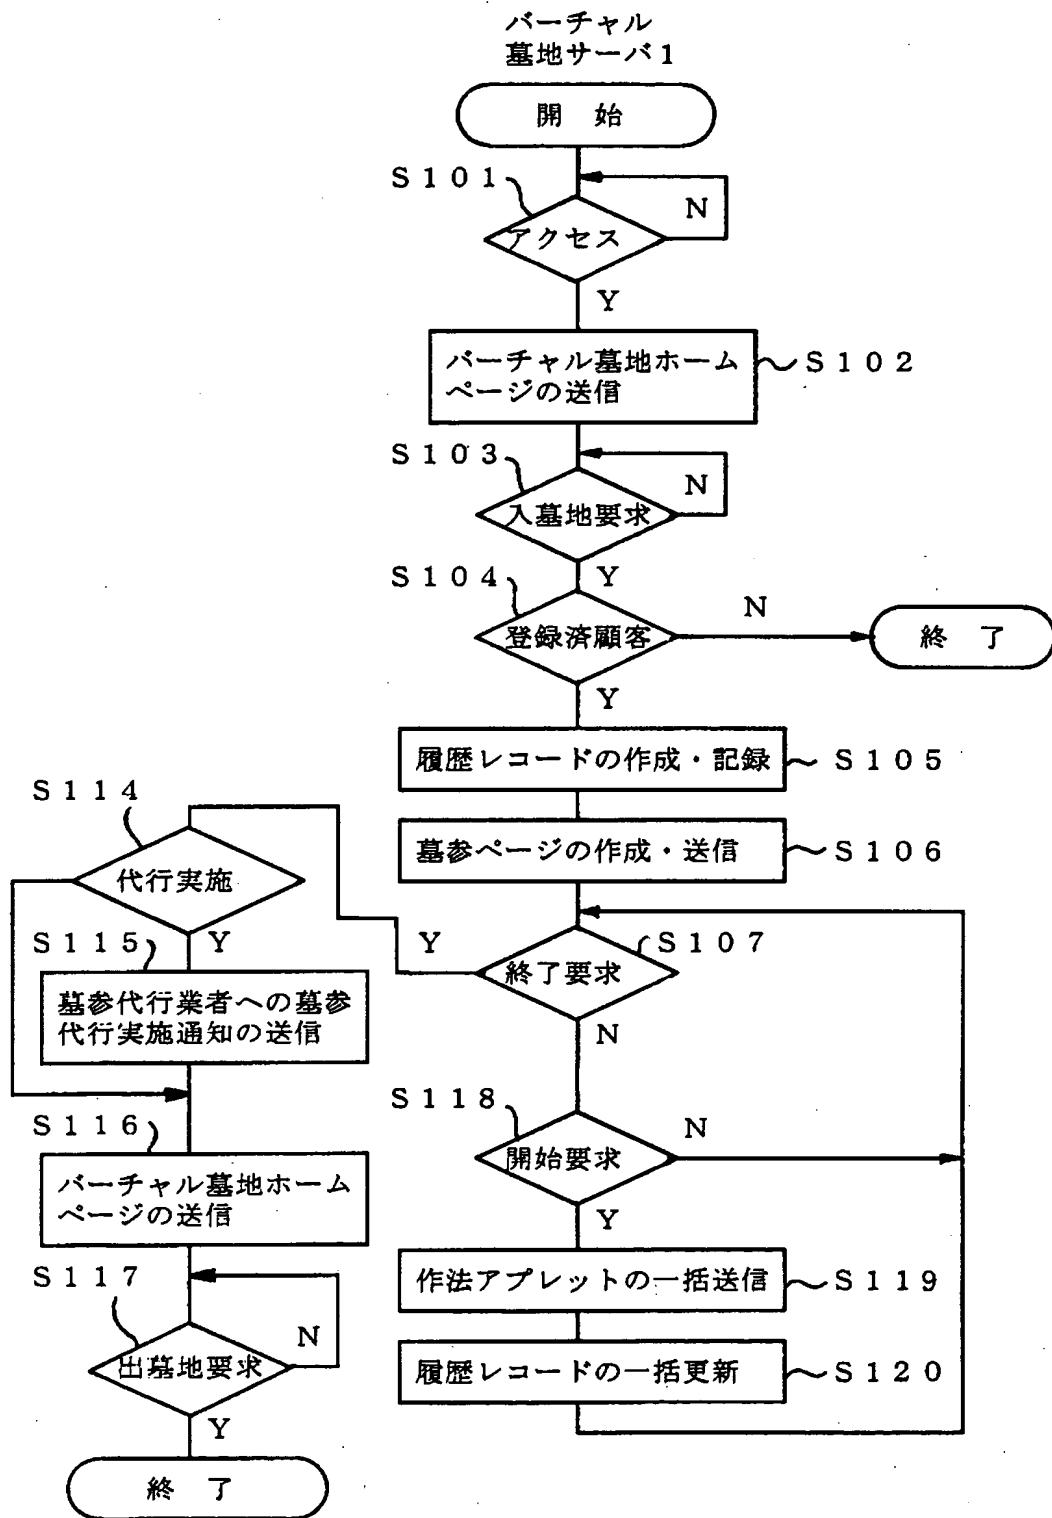 バーチャル
墓地サーバ１
開 始
Ｓ１０１
N
アクセス
Y
バーチャル墓地ホーム
ページの送信
Ｓ１０２
Ｓ１０３
N
入墓地要求
Y
Ｓ１０４
N
登録済顧客
終 了
Y
履歴レコードの作成・記録
Ｓ１０５
墓参ページの作成・送信
Ｓ１０６
Ｓ１０７
Y
終了要求
N
Ｓ１１８
N
開始要求
Y
作法アプレットの一括送信
Ｓ１１９
履歴レコードの一括更新
Ｓ１２０
Ｓ１１４
代行実施
Y
Ｓ１１５
墓参代行業者への墓参
代行実施通知の送信
Ｓ１１６
バーチャル墓地ホーム
ページの送信
Ｓ１１７
N
出墓地要求
Y
終 了